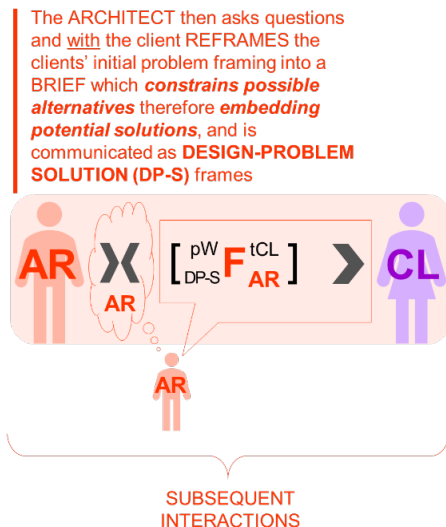 The ARCHITECT then asks questions
and with the client REFRAMES the
clients' initial problem framing into a
BRIEF which constrains possible
alternatives therefore embedding
potential solutions, and is
communicated as DESIGN-PROBLEM
SOLUTION (DP-S) frames
AR
AR
[ pW DP-S F tCL AR ]
CL
AR
SUBSEQUENT
INTERACTIONS